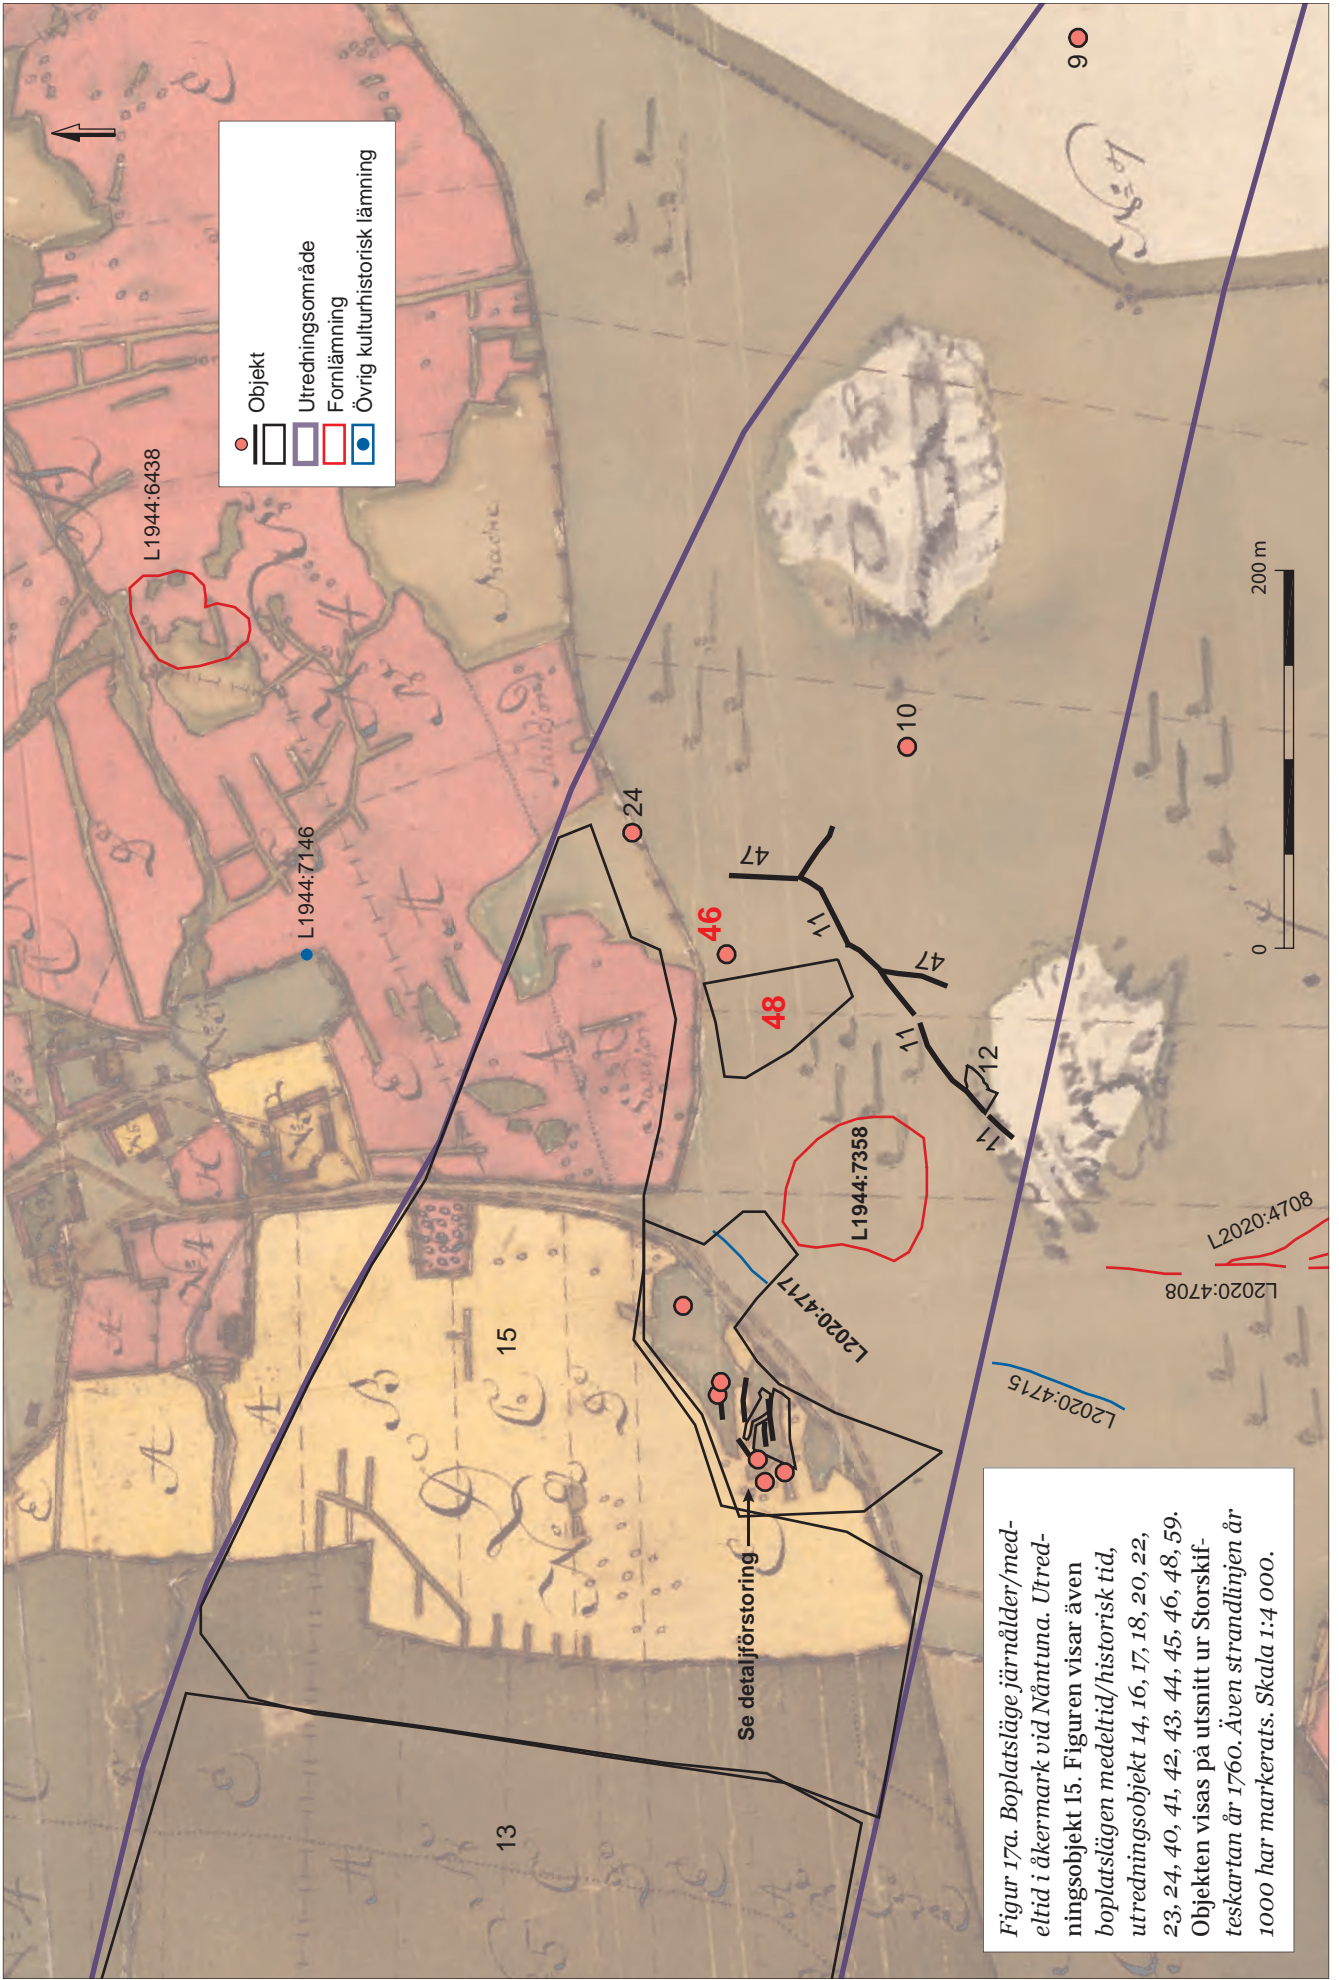 L1944:6438
Objekt
Utredningsområde
Fornlämning
Övrig kulturhistorisk lämning
9
L1944:7146
24
10
47
46
11
47
48
11
12
11
L1944:7358
L2020:4717
L2020:4708
L2020:4708
L2020:4715
15
13
Se detaljförstoring
0
200 m
Backe
Figur 17a. Boplatsläge järnålder/med-
eltid i åkermark vid Nåntuna. Utred-
ningsobjekt 15. Figuren visar även
boplatslägen medeltid/historisk tid,
utredningsobjekt 14, 16, 17, 18, 20, 22,
23, 24, 40, 41, 42, 43, 44, 45, 46, 48, 59.
Objekten visas på utsnitt ur Storskif-
teskartan år 1760. Även strandlinjen år
1000 har markerats. Skala 1:4 000.